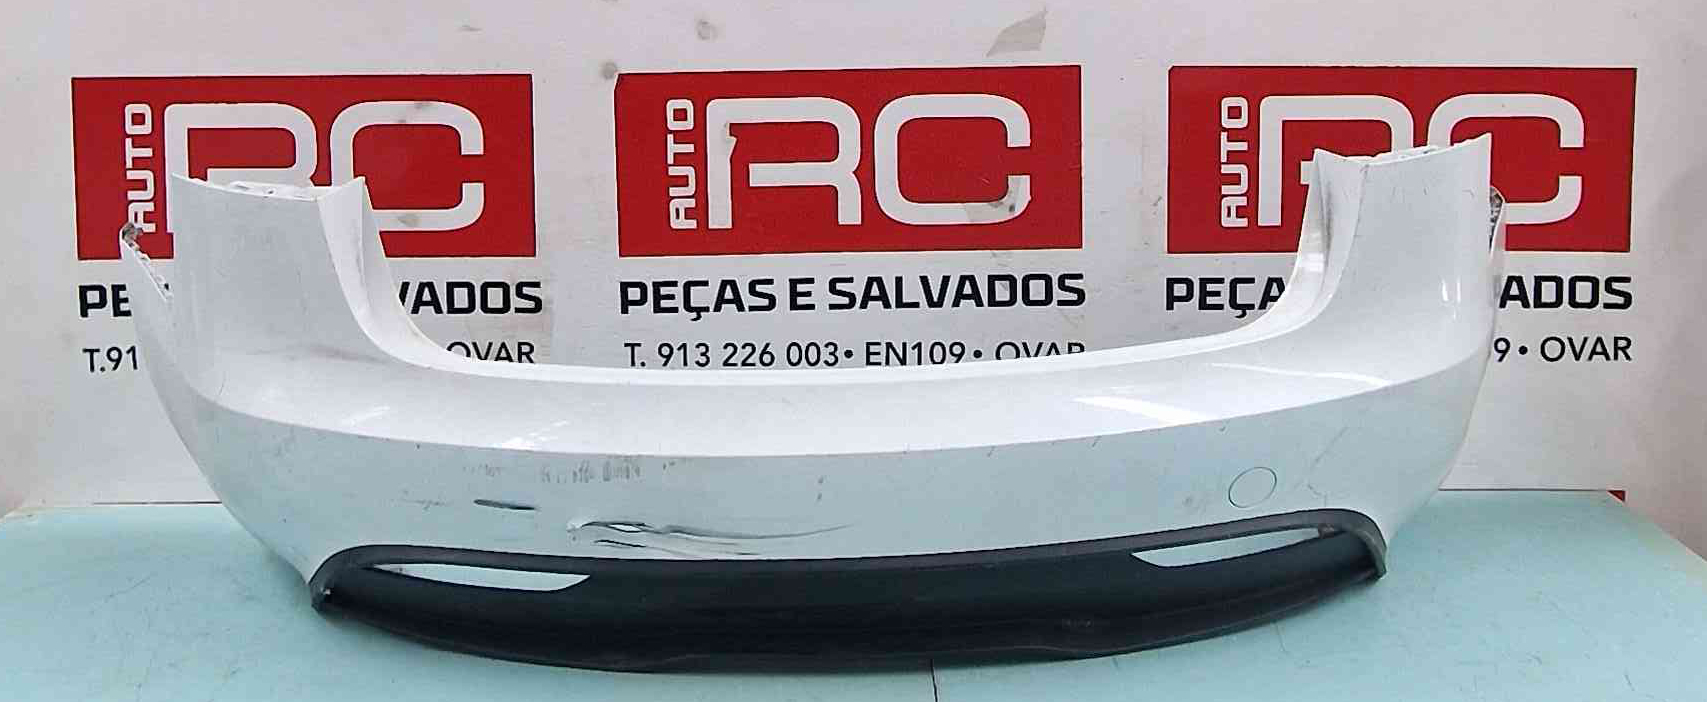 AUTO RC
PE VADOS
T.91 OVAR
AUTO RC
PEÇAS E SALVADOS
T. 913 226 003 • EN109 • OVAR
AUTO RC
PEÇA ADOS
9 • OVAR